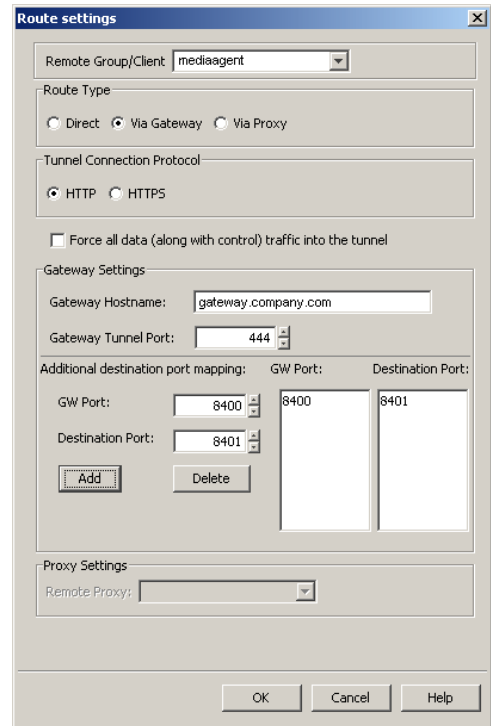 Route settings
Remote Group/Client mediaagent
Route Type
Direct Via Gateway Via Proxy
Tunnel Connection Protocol
HTTP HTTPS
Force all data (along with control) traffic into the tunnel
Gateway Settings
Gateway Hostname: gateway.company.com
Gateway Tunnel Port: 444
Additional destination port mapping: GW Port: Destination Port:
GW Port: 8400 8400 8401
Destination Port: 8401
Add Delete
Proxy Settings
Remote Proxy:
OK Cancel Help